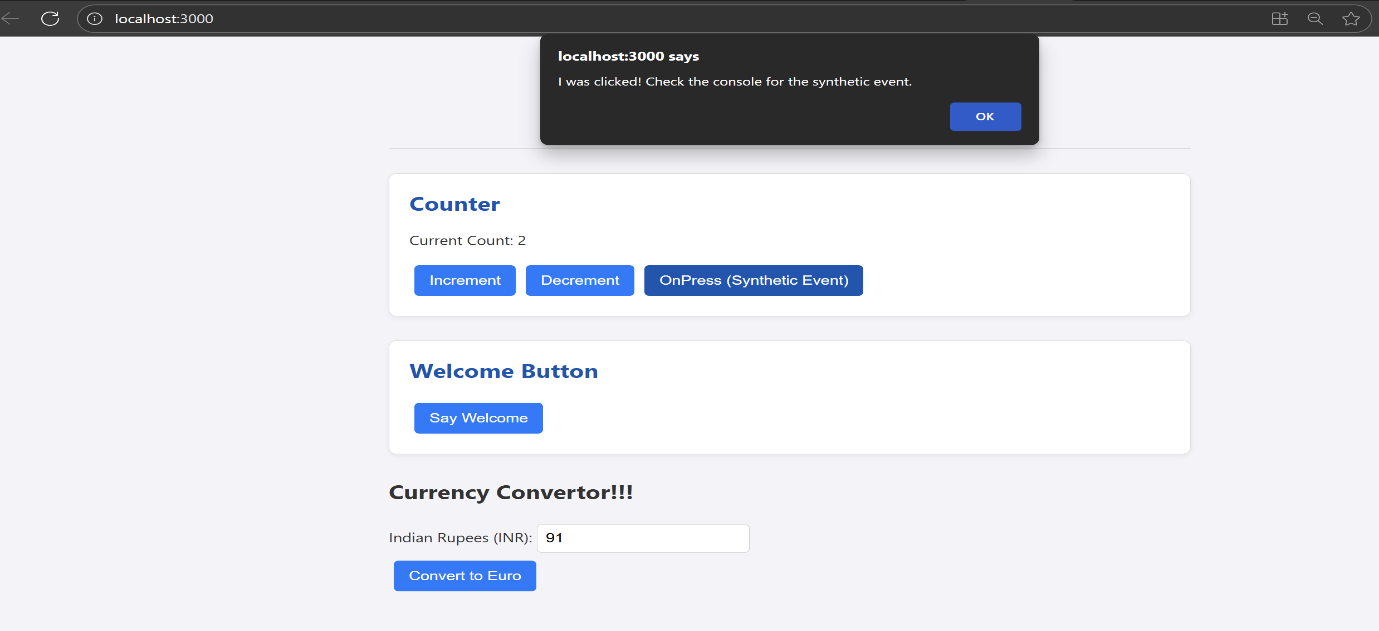 localhost:3000
localhost:3000 says
I was clicked! Check the console for the synthetic event.
OK
Counter
Current Count: 2
Increment Decrement OnPress (Synthetic Event)
Welcome Button
Say Welcome
Currency Convertor!!!
Indian Rupees (INR): 91
Convert to Euro